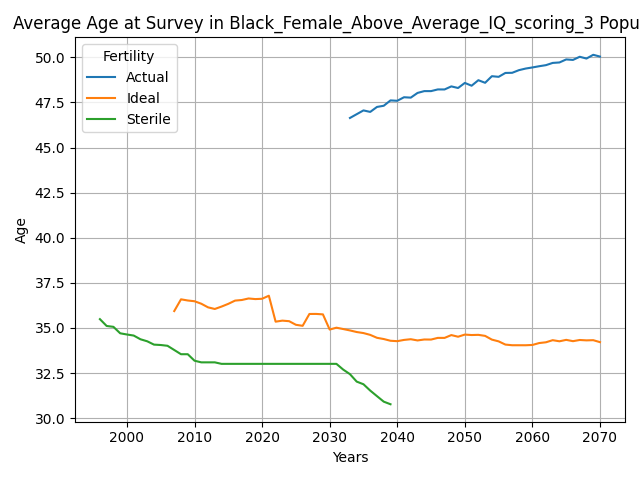 Average Age at Survey in Black_Female_Above_Average_IQ_scoring_3 Popu
Fertility
Actual
Ideal
Sterile
50.0
47.5
45.0
42.5
40.0
37.5
35.0
32.5
30.0
Age
2000 2010 2020 2030 2040 2050 2060 2070
Years